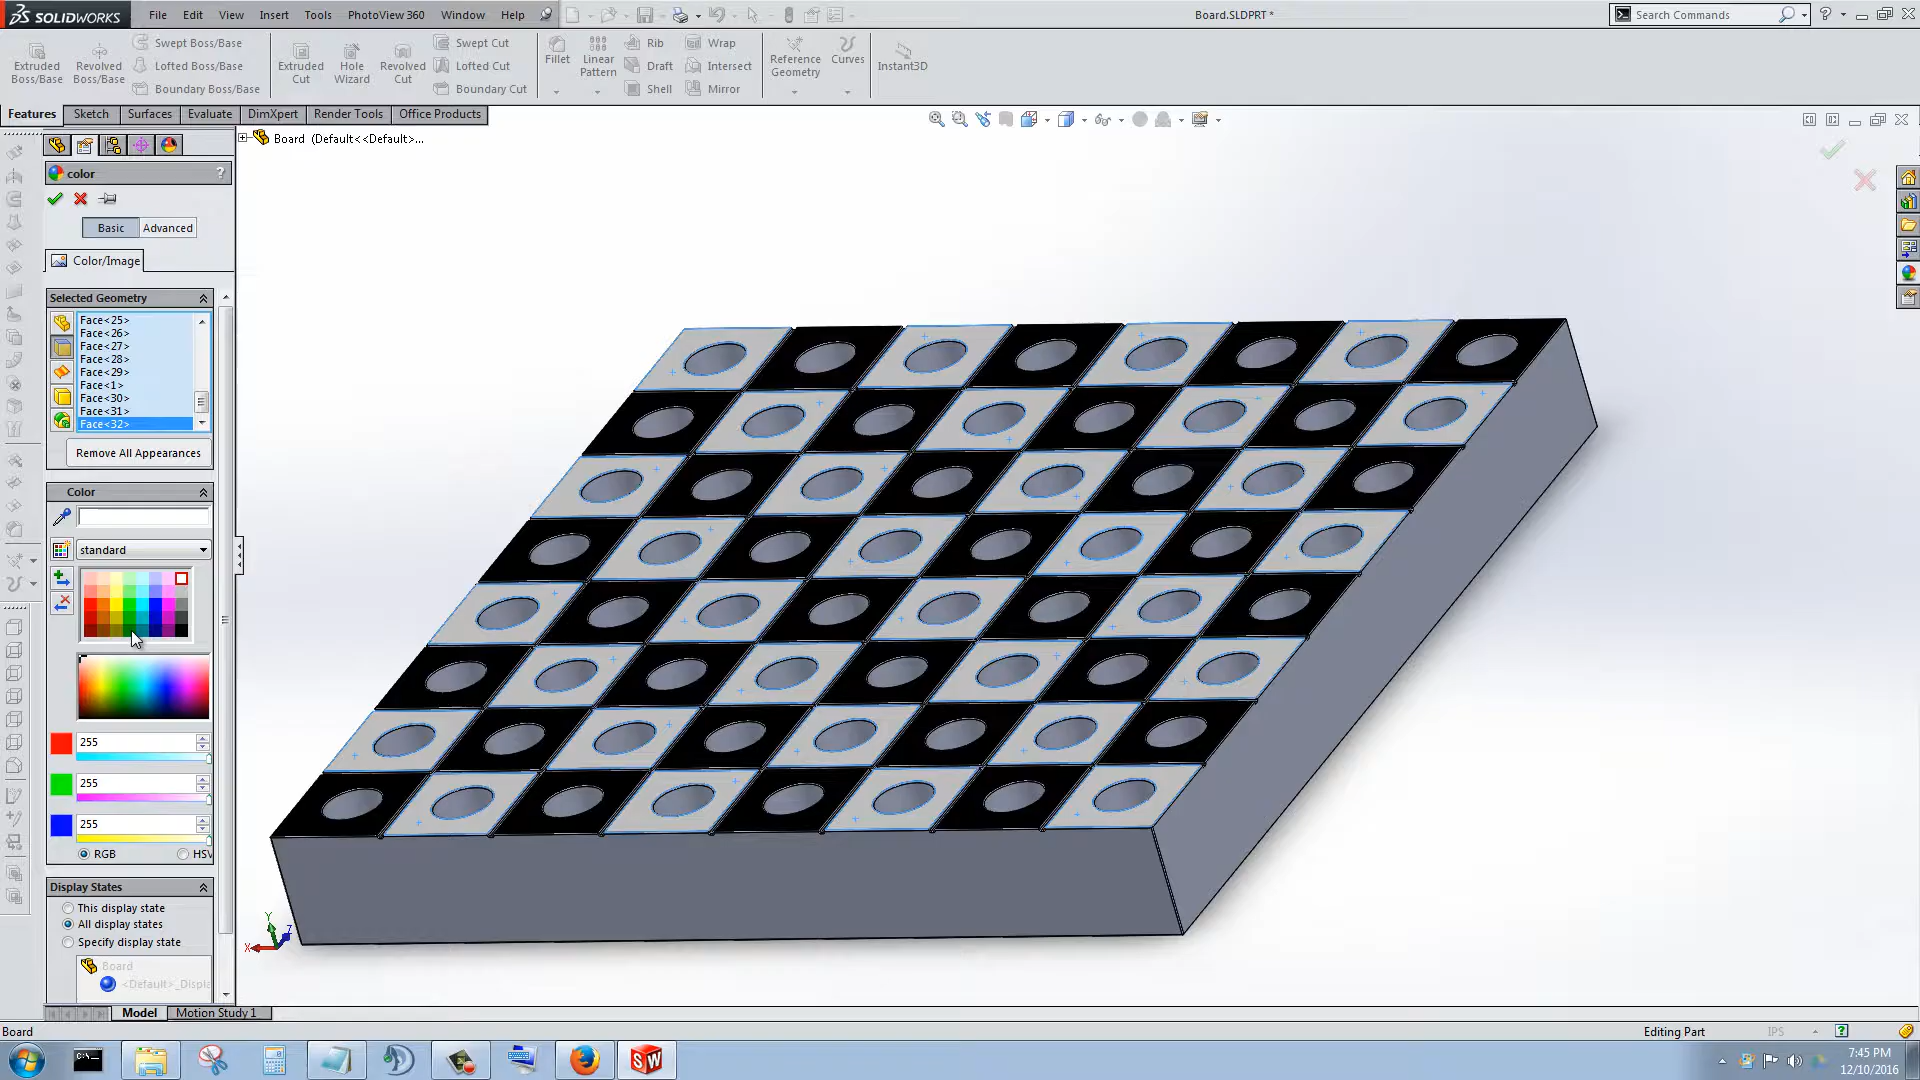 SOLIDWORKS File Edit View Insert Tools PhotoView 360 Window Help Board.SLDPRT * Search Commands
Extruded Boss/Base
Revolved Boss/Base
Swept Boss/Base
Lofted Boss/Base
Boundary Boss/Base
Extruded Cut
Hole Wizard
Revolved Cut
Swept Cut
Lofted Cut
Boundary Cut
Fillet
Linear Pattern
Rib
Draft
Shell
Wrap
Intersect
Mirror
Reference Geometry
Curves
Instant3D
Features Sketch Surfaces Evaluate DimXpert Render Tools Office Products
Board (Default<<Default>...
color ?
Basic Advanced
Color/Image
Selected Geometry
Face<25>
Face<26>
Face<27>
Face<28>
Face<29>
Face<1>
Face<30>
Face<31>
Face<32>
Remove All Appearances
Color
standard
255
255
255
RGB HSV
Display States
This display state
All display states
Specify display state
Board
<Default>_Displa
Y
Z
X
Model Motion Study 1
Board Editing Part IPS
C:\_
SW
7:45 PM
12/10/2016